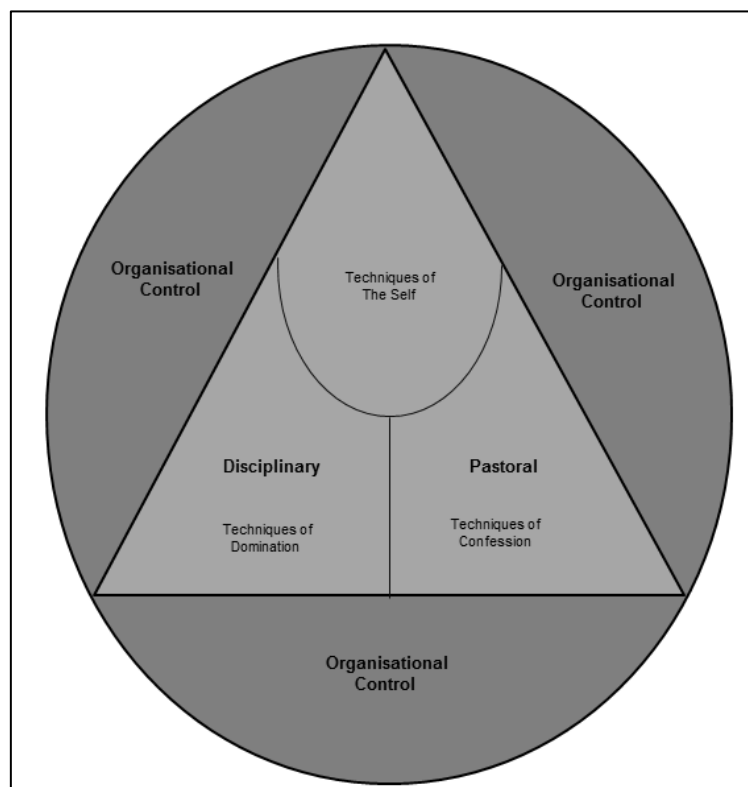 Techniques of
The Self
Organisational
Control
Organisational
Control
Disciplinary
Pastoral
Techniques of
Domination
Techniques of
Confession
Organisational
Control